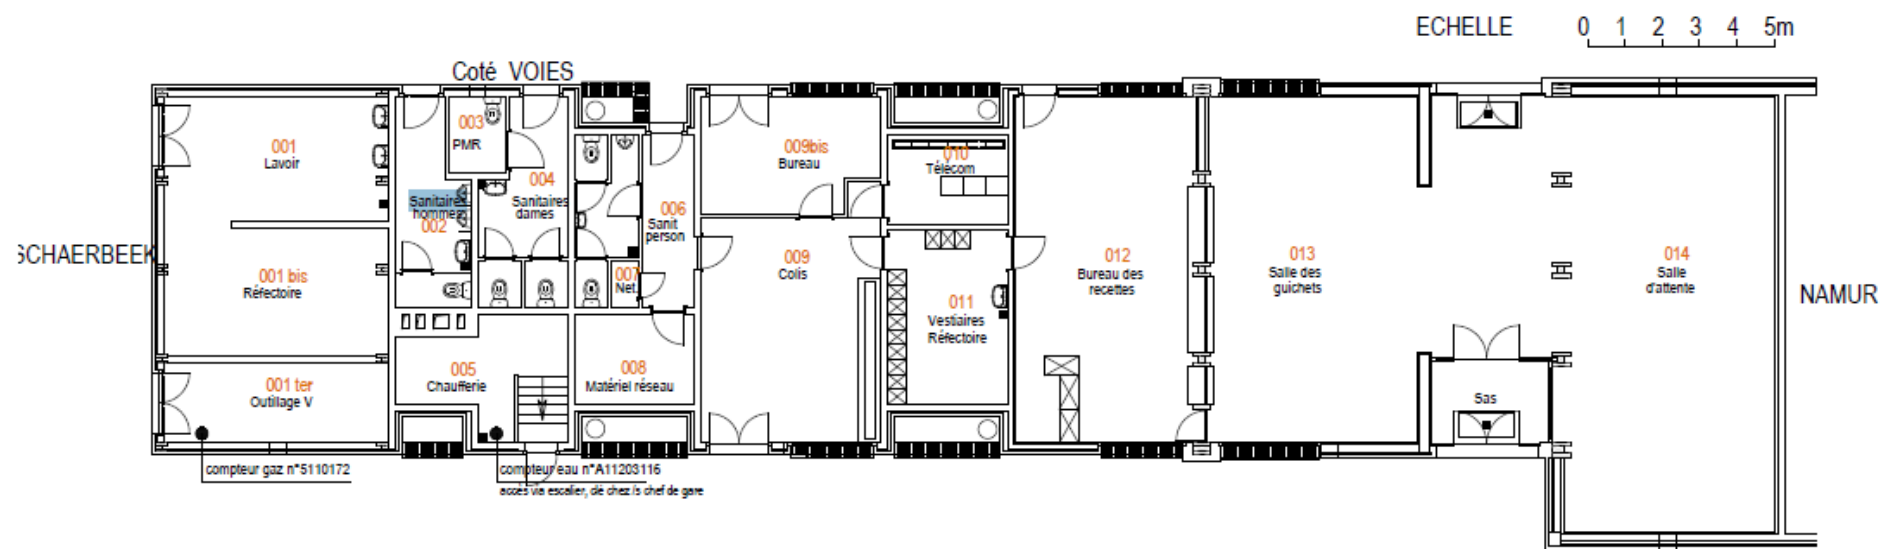 ECHELLE
0 1 2 3 4 5m
Coté VOIES
001
Lavoir
003
PMR
004
Sanitaires
dames
Sanitaires
hommes
002
006
Sanit
person
009bis
Bureau
010
Télécom
SCHAERBEEK
001 bis
Réfectoire
007
Net.
009
Colis
011
Vestiaires
Réfectoire
012
Bureau des
recettes
013
Salle des
guichets
014
Salle
d'attente
NAMUR
001 ter
Outillage V
005
Chaufferie
008
Matériel réseau
Sas
compteur gaz n°5110172
compteur eau n°A11203116
accès via escalier, clé chez /s chef de gare